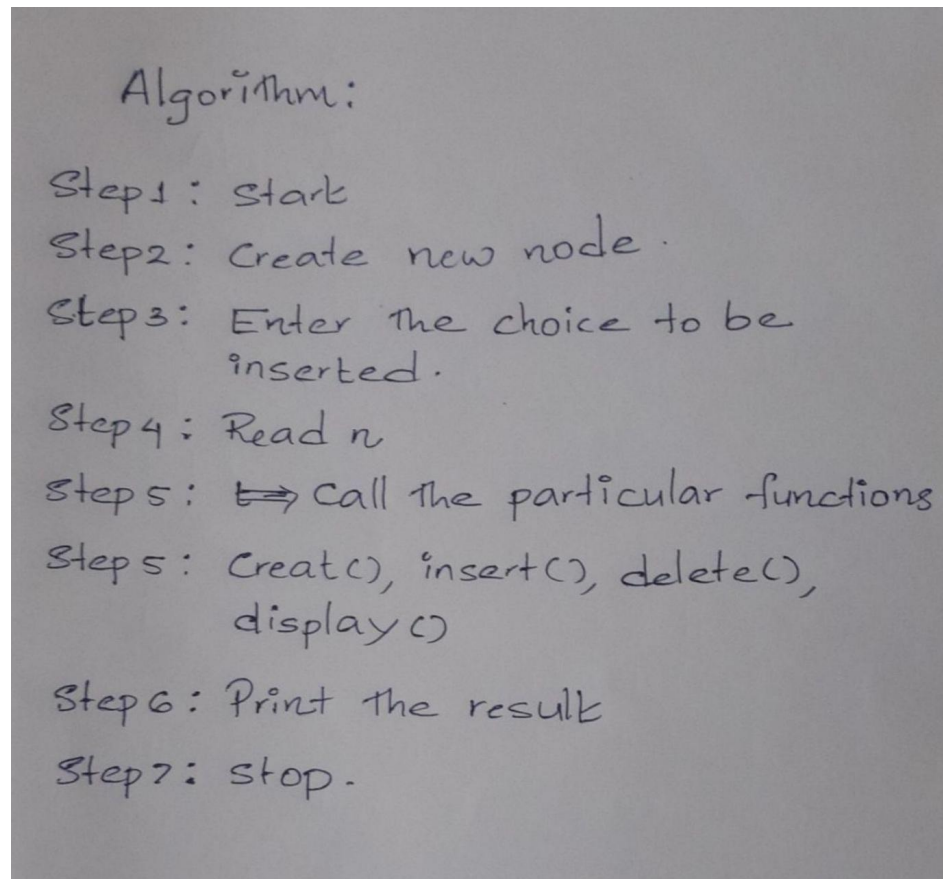 Algorithm:
Step1: Start
Step2: Create new node.
Step3: Enter the choice to be
inserted.
Step4: Read n
Step5: Call the particular functions
Step5: Creat(), insert(), delete(),
display()
Step6: Print the result
Step7: Stop.